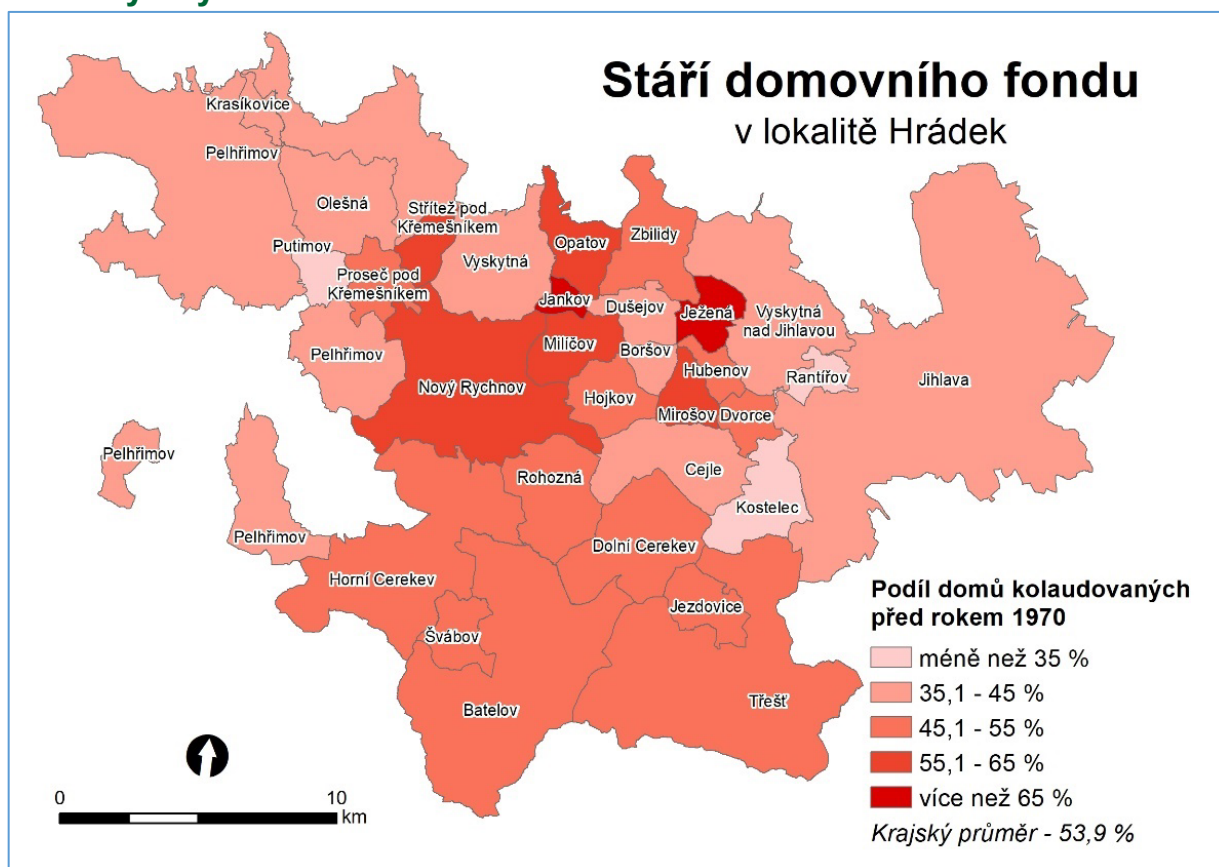 Stáří domovního fondu
v lokalitě Hrádek
Krasíkovice
Pelhřimov
Olešná
Střítež pod
Křemešníkem
Putimov
Proseč pod
Křemešníkem
Vyskytná
Opatov
Zbilidy
Jankov
Dušejov
Ježená
Vyskytná
nad Jihlavou
Pelhřimov
Milíčov
Boršov
Hubenov
Rantířov
Jihlava
Nový Rychnov
Hojkov
Mirošov
Dvorce
Pelhřimov
Rohozná
Cejle
Kostelec
Pelhřimov
Dolní Cerekev
Horní Cerekev
Jezdovice
Švábov
Batelov
Třešť
Podíl domů kolaudovaných
před rokem 1970
méně než 35 %
35,1 - 45 %
45,1 - 55 %
55,1 - 65 %
více než 65 %
Krajský průměr - 53,9 %
0 10
km